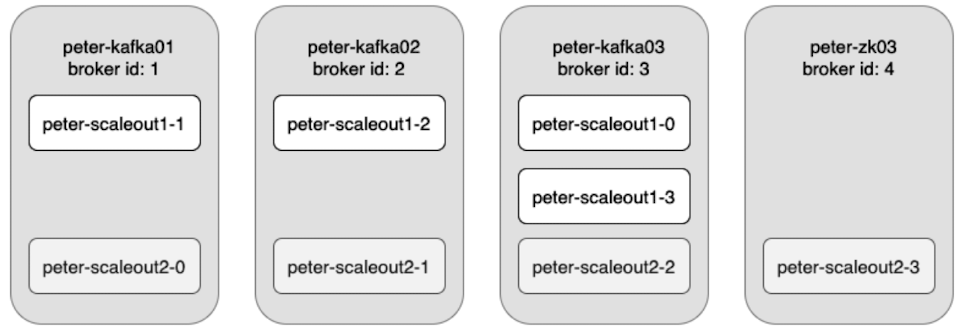 peter-kafka01
broker id: 1
peter-scaleout1-1
peter-scaleout2-0
peter-kafka02
broker id: 2
peter-scaleout1-2
peter-scaleout2-1
peter-kafka03
broker id: 3
peter-scaleout1-0
peter-scaleout1-3
peter-scaleout2-2
peter-zk03
broker id: 4
peter-scaleout2-3